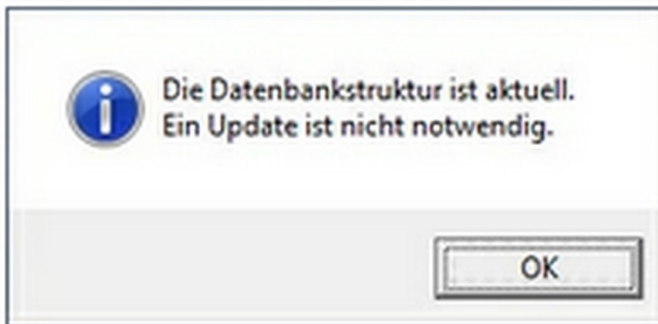 Die Datenbankstruktur ist aktuell.
Ein Update ist nicht notwendig.
OK